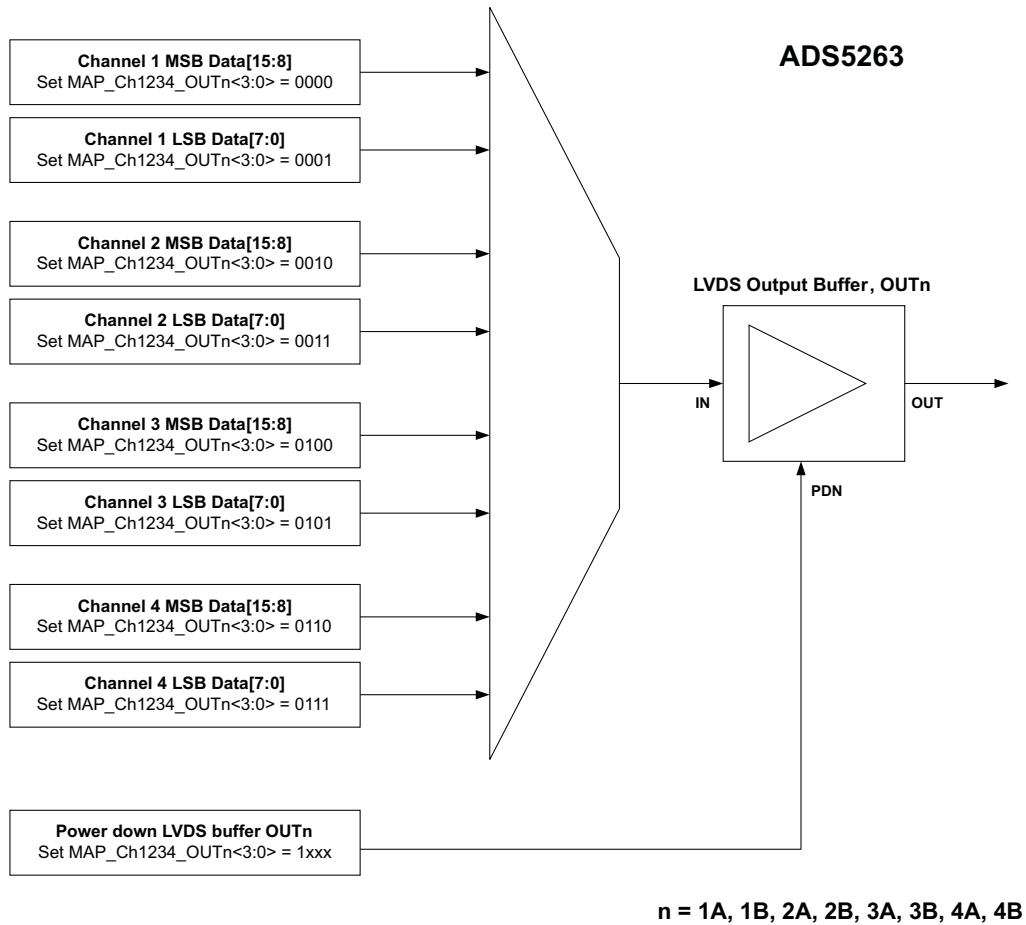 ADS5263
Channel 1 MSB Data[15:8]
Set MAP_Ch1234_OUTn<3:0> = 0000
Channel 1 LSB Data[7:0]
Set MAP_Ch1234_OUTn<3:0> = 0001
Channel 2 MSB Data[15:8]
Set MAP_Ch1234_OUTn<3:0> = 0010
Channel 2 LSB Data[7:0]
Set MAP_Ch1234_OUTn<3:0> = 0011
Channel 3 MSB Data[15:8]
Set MAP_Ch1234_OUTn<3:0> = 0100
Channel 3 LSB Data[7:0]
Set MAP_Ch1234_OUTn<3:0> = 0101
Channel 4 MSB Data[15:8]
Set MAP_Ch1234_OUTn<3:0> = 0110
Channel 4 LSB Data[7:0]
Set MAP_Ch1234_OUTn<3:0> = 0111
LVDS Output Buffer, OUTn
IN
OUT
PDN
Power down LVDS buffer OUTn
Set MAP_Ch1234_OUTn<3:0> = 1xxx
n = 1A, 1B, 2A, 2B, 3A, 3B, 4A, 4B